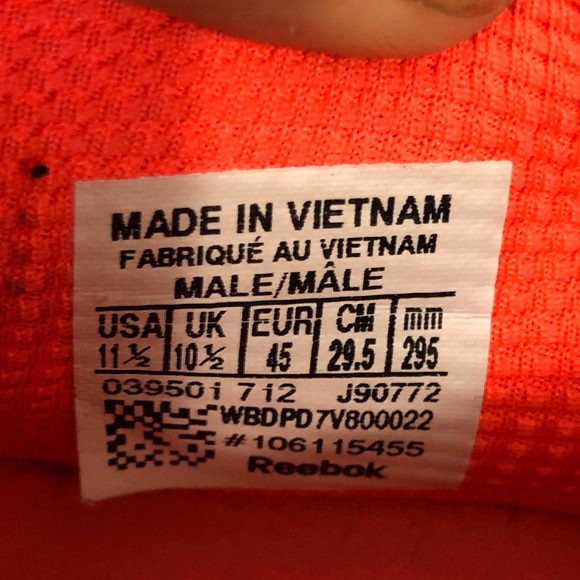 MADE IN VIETNAM
FABRIQUÉ AU VIETNAM
MALE/MÂLE
USA UK EUR CM mm
11½ 10½ 45 29.5 295
039501 712 J90772
WBDPD7V800022
#106115455
Reebok